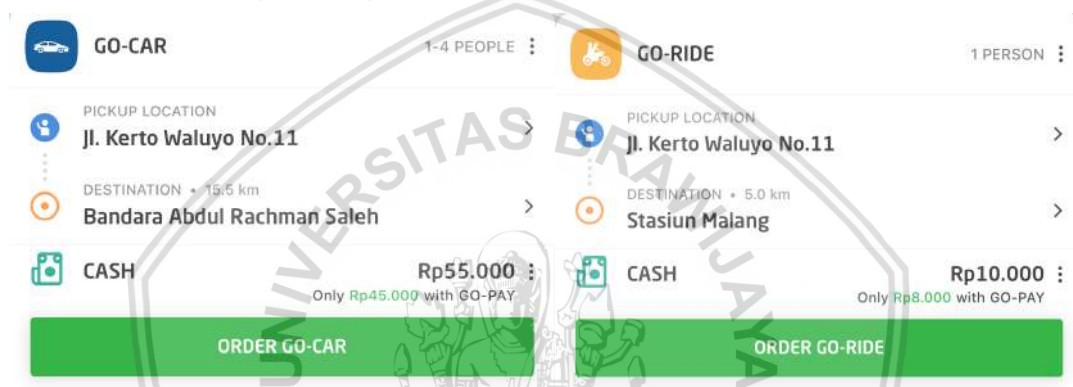 GO-CAR
1-4 PEOPLE
PICKUP LOCATION
Jl. Kerto Waluyo No.11
DESTINATION • 15.5 km
Bandara Abdul Rachman Saleh
CASH
Rp55.000
Only Rp45.000 with GO-PAY
ORDER GO-CAR
GO-RIDE
1 PERSON
PICKUP LOCATION
Jl. Kerto Waluyo No.11
DESTINATION • 5.0 km
Stasiun Malang
CASH
Rp10.000
Only Rp8.000 with GO-PAY
ORDER GO-RIDE
UNIVERSITAS BRAWIJAYA